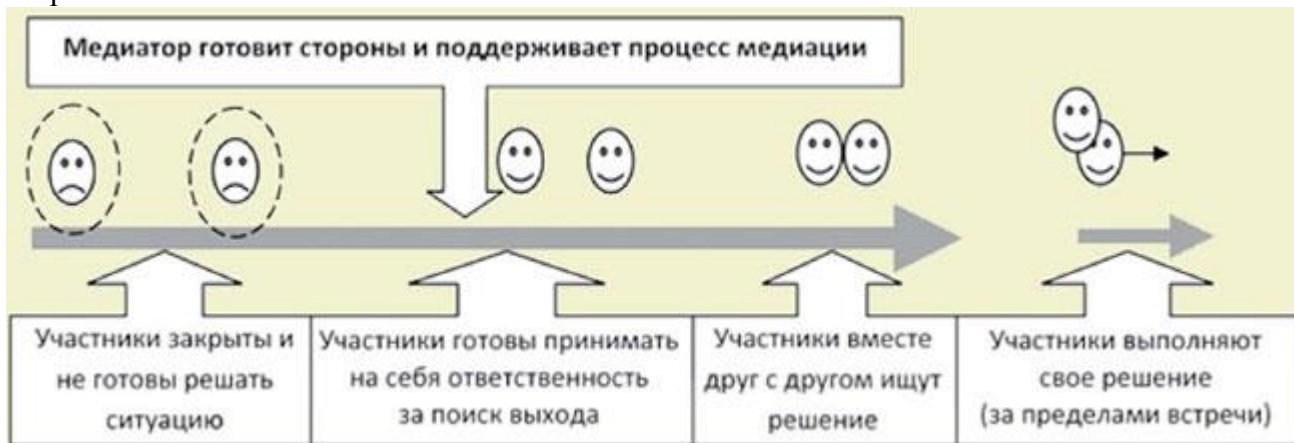 Медиатор готовит стороны и поддерживает процесс медиации
Участники закрыты и
не готовы решать
ситуацию
Участники готовы принимать
на себя ответственность
за поиск выхода
Участники вместе
друг с другом ищут
решение
Участники выполняют
свое решение
(за пределами встречи)